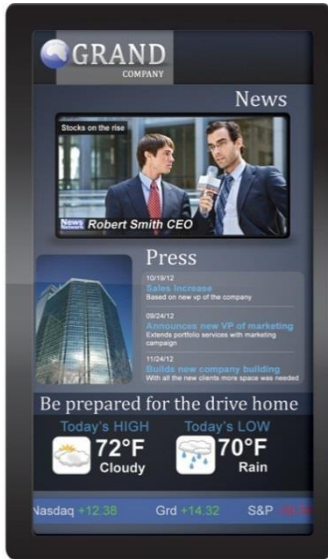 GRAND
COMPANY
News
Stocks on the rise
News
Robert Smith CEO
Press
10/19/12
Sales Increase
Based on new vp of the company
09/24/12
Announces new VP of marketing
Extends portfolio services with marketing
campaign
11/24/12
Builds new company building
With all the new clients more space was needed
Be prepared for the drive home
Today's HIGH
72°F
Cloudy
Today's LOW
70°F
Rain
Nasdaq +12.38 Grd +14.32 S&P